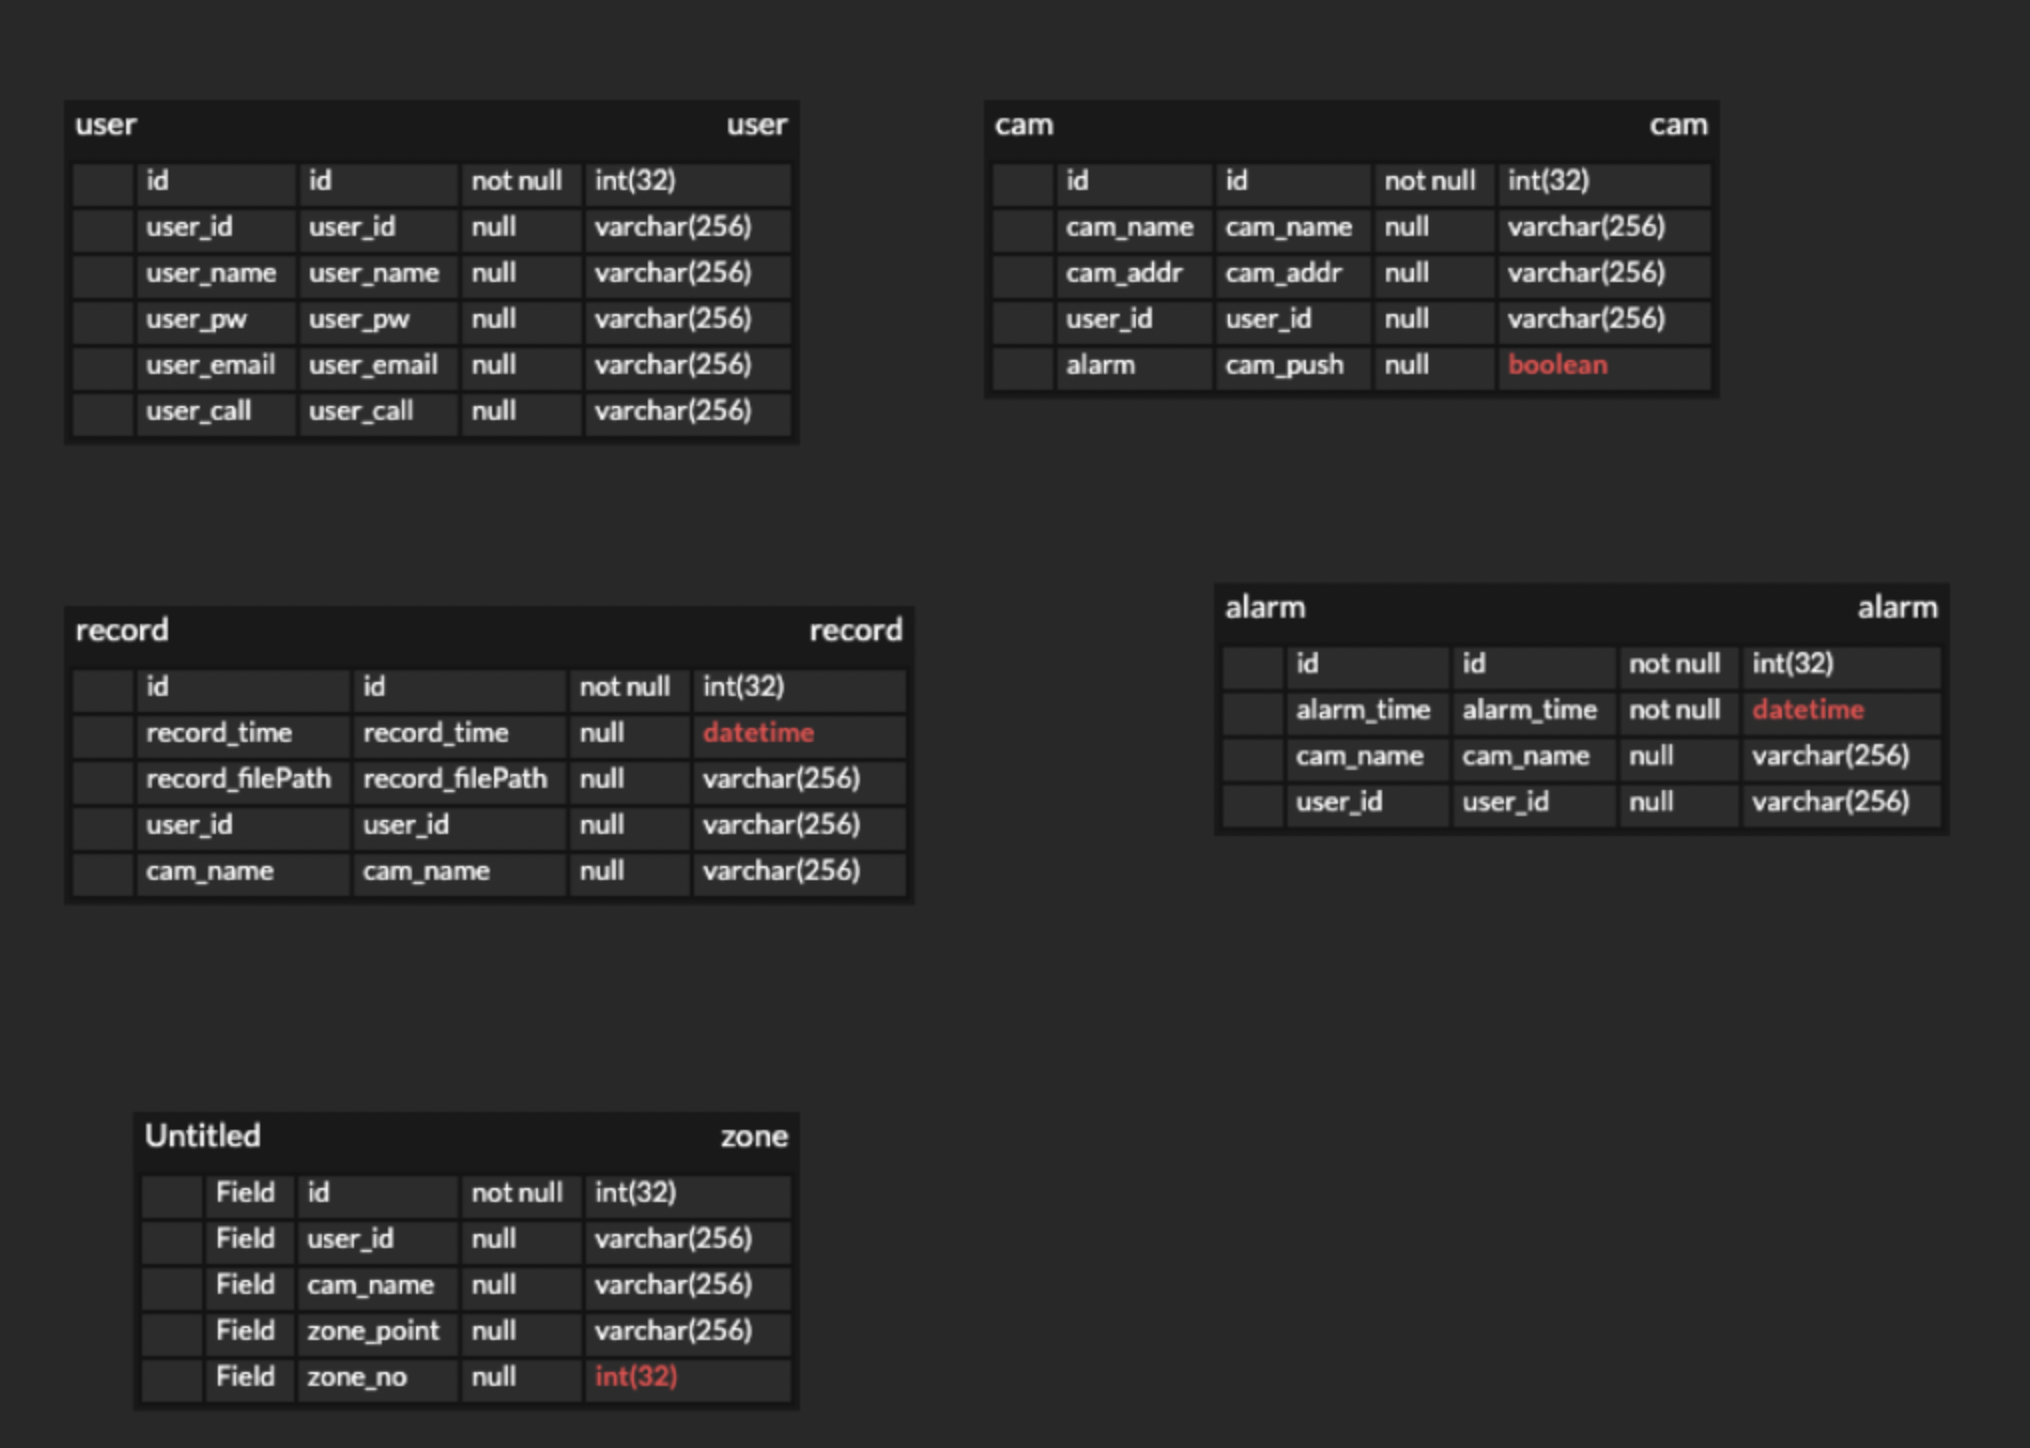 user user
id id not null int(32)
user_id user_id null varchar(256)
user_name user_name null varchar(256)
user_pw user_pw null varchar(256)
user_email user_email null varchar(256)
user_call user_call null varchar(256)
cam cam
id id not null int(32)
cam_name cam_name null varchar(256)
cam_addr cam_addr null varchar(256)
user_id user_id null varchar(256)
alarm cam_push null boolean
record record
id id not null int(32)
record_time record_time null datetime
record_filePath record_filePath null varchar(256)
user_id user_id null varchar(256)
cam_name cam_name null varchar(256)
alarm alarm
id id not null int(32)
alarm_time alarm_time not null datetime
cam_name cam_name null varchar(256)
user_id user_id null varchar(256)
Untitled zone
Field id not null int(32)
Field user_id null varchar(256)
Field cam_name null varchar(256)
Field zone_point null varchar(256)
Field zone_no null int(32)